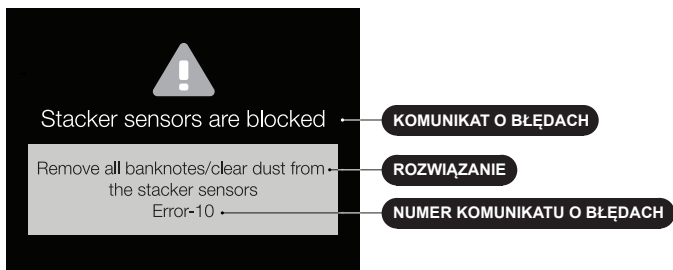 Stacker sensors are blocked
KOMUNIKAT O BŁĘDACH
Remove all banknotes/clear dust from
the stacker sensors
Error-10
ROZWIĄZANIE
NUMER KOMUNIKATU O BŁĘDACH